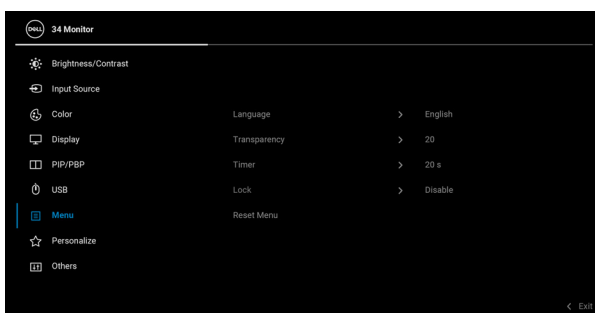 DELL 34 Monitor
Brightness/Contrast
Input Source
Color Language > English
Display Transparency > 20
PIP/PBP Timer > 20 s
USB Lock > Disable
Menu Reset Menu
Personalize
Others
< Exit